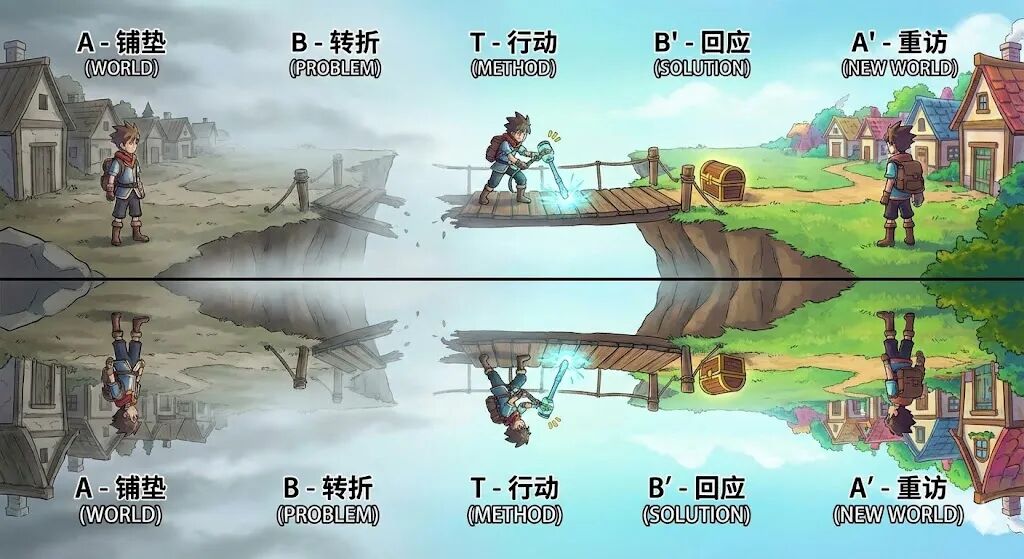 A - 铺垫
(WORLD)
B - 转折
(PROBLEM)
T - 行动
(METHOD)
B' - 回应
(SOLUTION)
A' - 重访
(NEW WORLD)
A - 铺垫
(WORLD)
B - 转折
(PROBLEM)
T - 行动
(METHOD)
B′ - 回应
(SOLUTION)
A′ - 重访
(NEW WORLD)